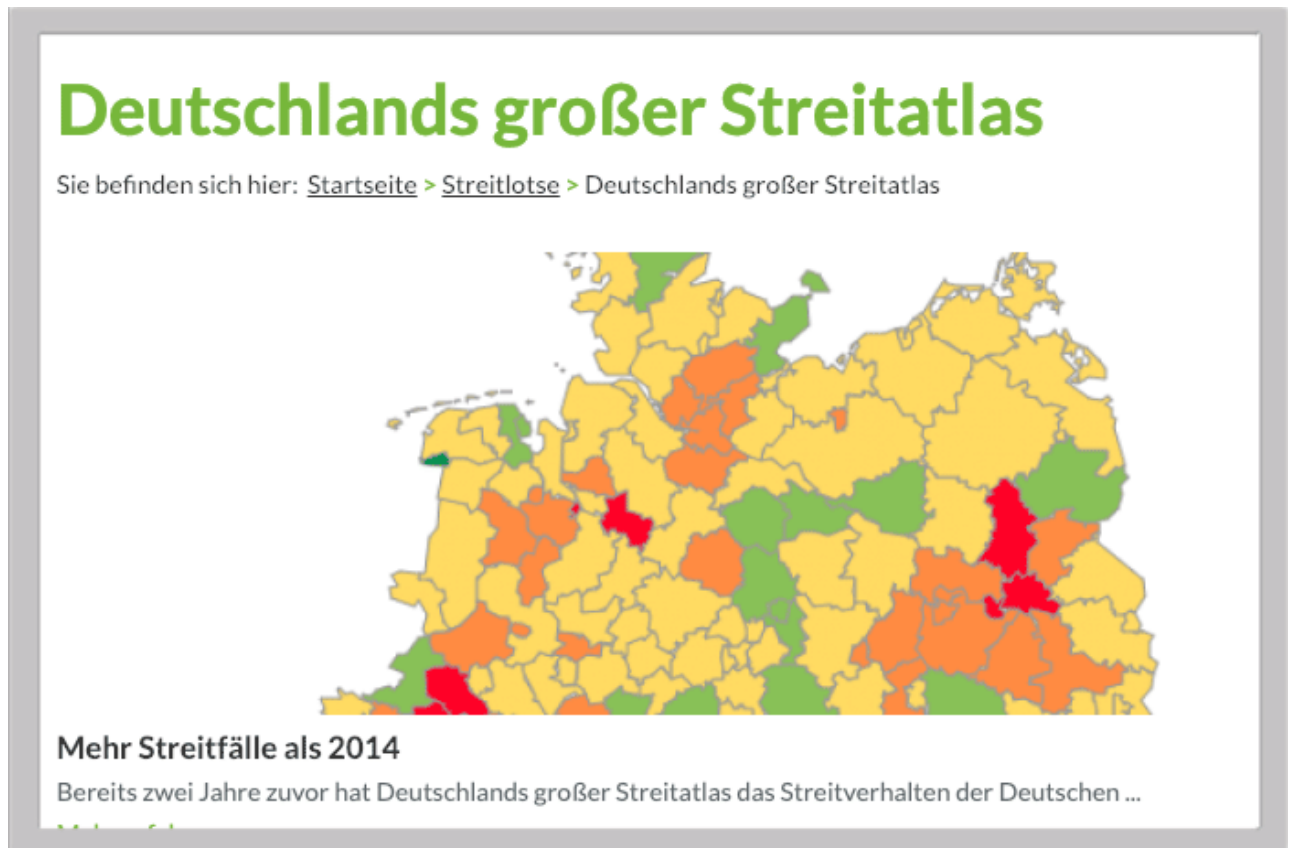 Deutschlands großer Streitatlas
Sie befinden sich hier: Startseite > Streitlotse > Deutschlands großer Streitatlas
Mehr Streitfälle als 2014
Bereits zwei Jahre zuvor hat Deutschlands großer Streitatlas das Streitverhalten der Deutschen ...